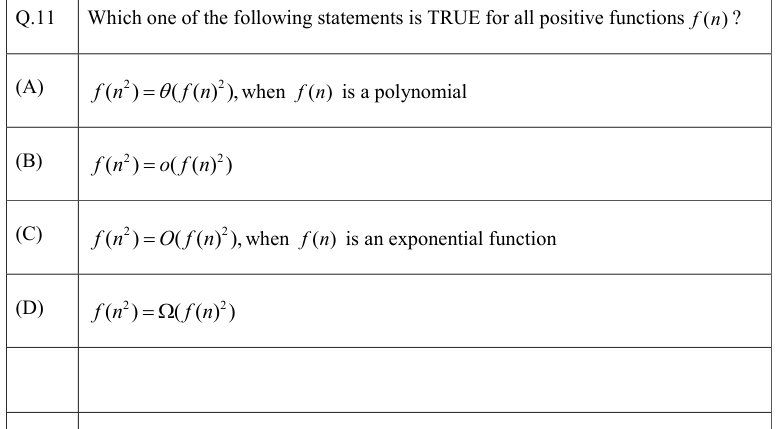 Q.11 Which one of the following statements is TRUE for all positive functions f(n)?
(A) f(n²) = θ(f(n)²), when f(n) is a polynomial
(B) f(n²) = o(f(n)²)
(C) f(n²) = O(f(n)²), when f(n) is an exponential function
(D) f(n²) = Ω(f(n)²)